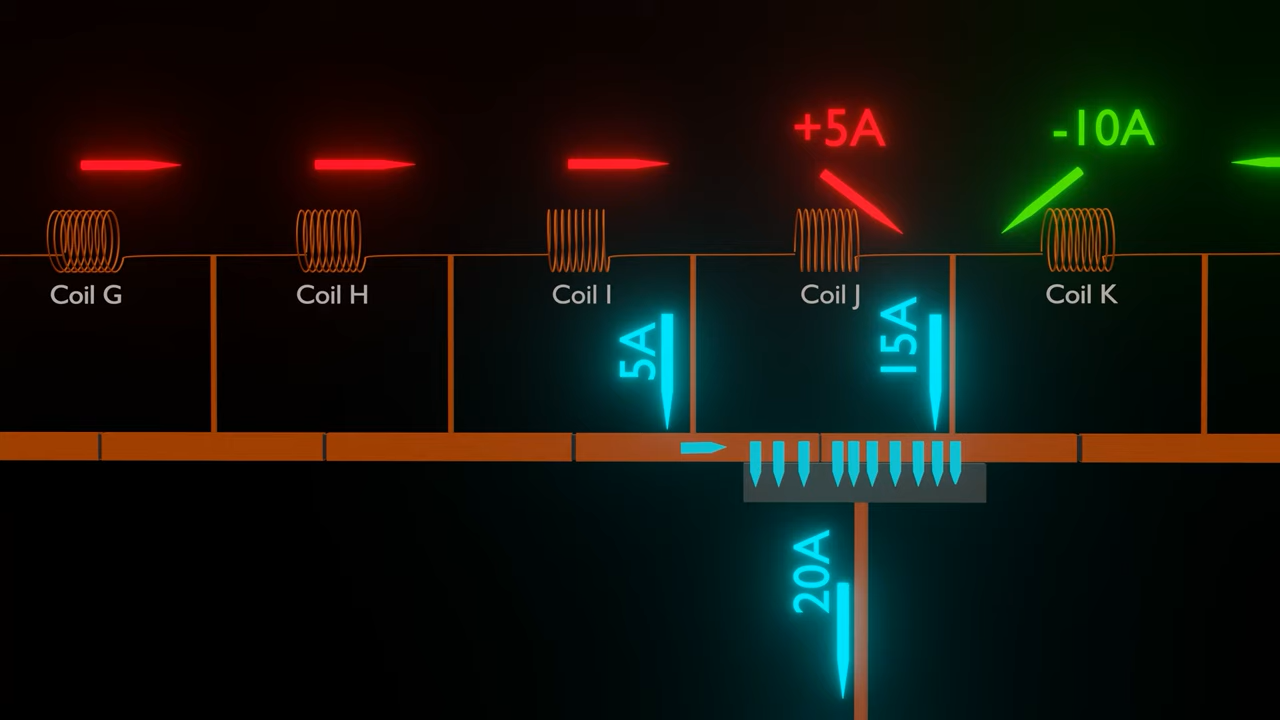 +5A
-10A
Coil G
Coil H
Coil I
Coil J
Coil K
5A
15A
20A